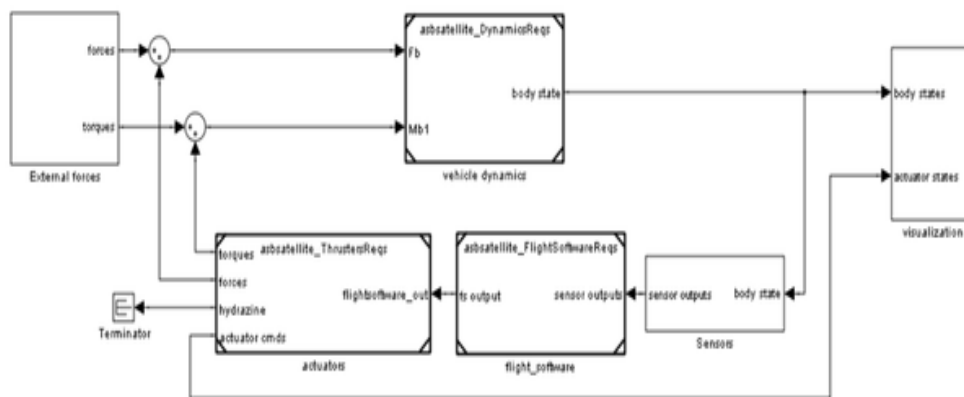 forces
torques
External forces
asbsatellite_DynamicsReqs
Fb
body state
Mb1
vehicle dynamics
body states
actuator states
visualization
asbsatellite_ThrustersReqs
torques
forces
flightsoftware_out
hydrazine
actuator cmds
actuators
Terminator
asbsatellite_FlightSoftwareReqs
fs output
sensor outputs
flight_software
sensor outputs
body state
Sensors